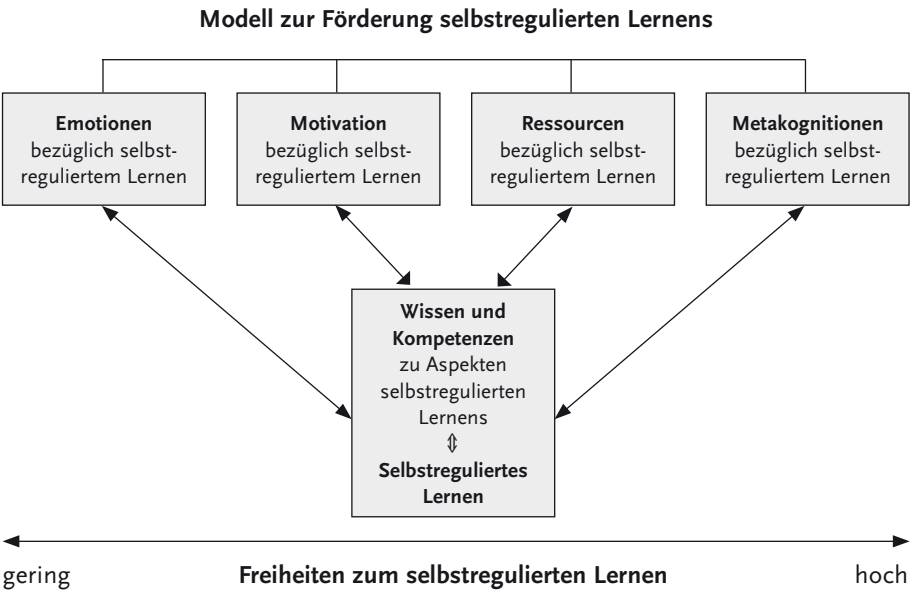 Modell zur Förderung selbstregulierten Lernens
Emotionen
bezüglich selbst-
reguliertem Lernen
Motivation
bezüglich selbst-
reguliertem Lernen
Ressourcen
bezüglich selbst-
reguliertem Lernen
Metakognitionen
bezüglich selbst-
reguliertem Lernen
Wissen und
Kompetenzen
zu Aspekten
selbstregulierten
Lernens
⇕
Selbstreguliertes
Lernen
gering
Freiheiten zum selbstregulierten Lernen
hoch